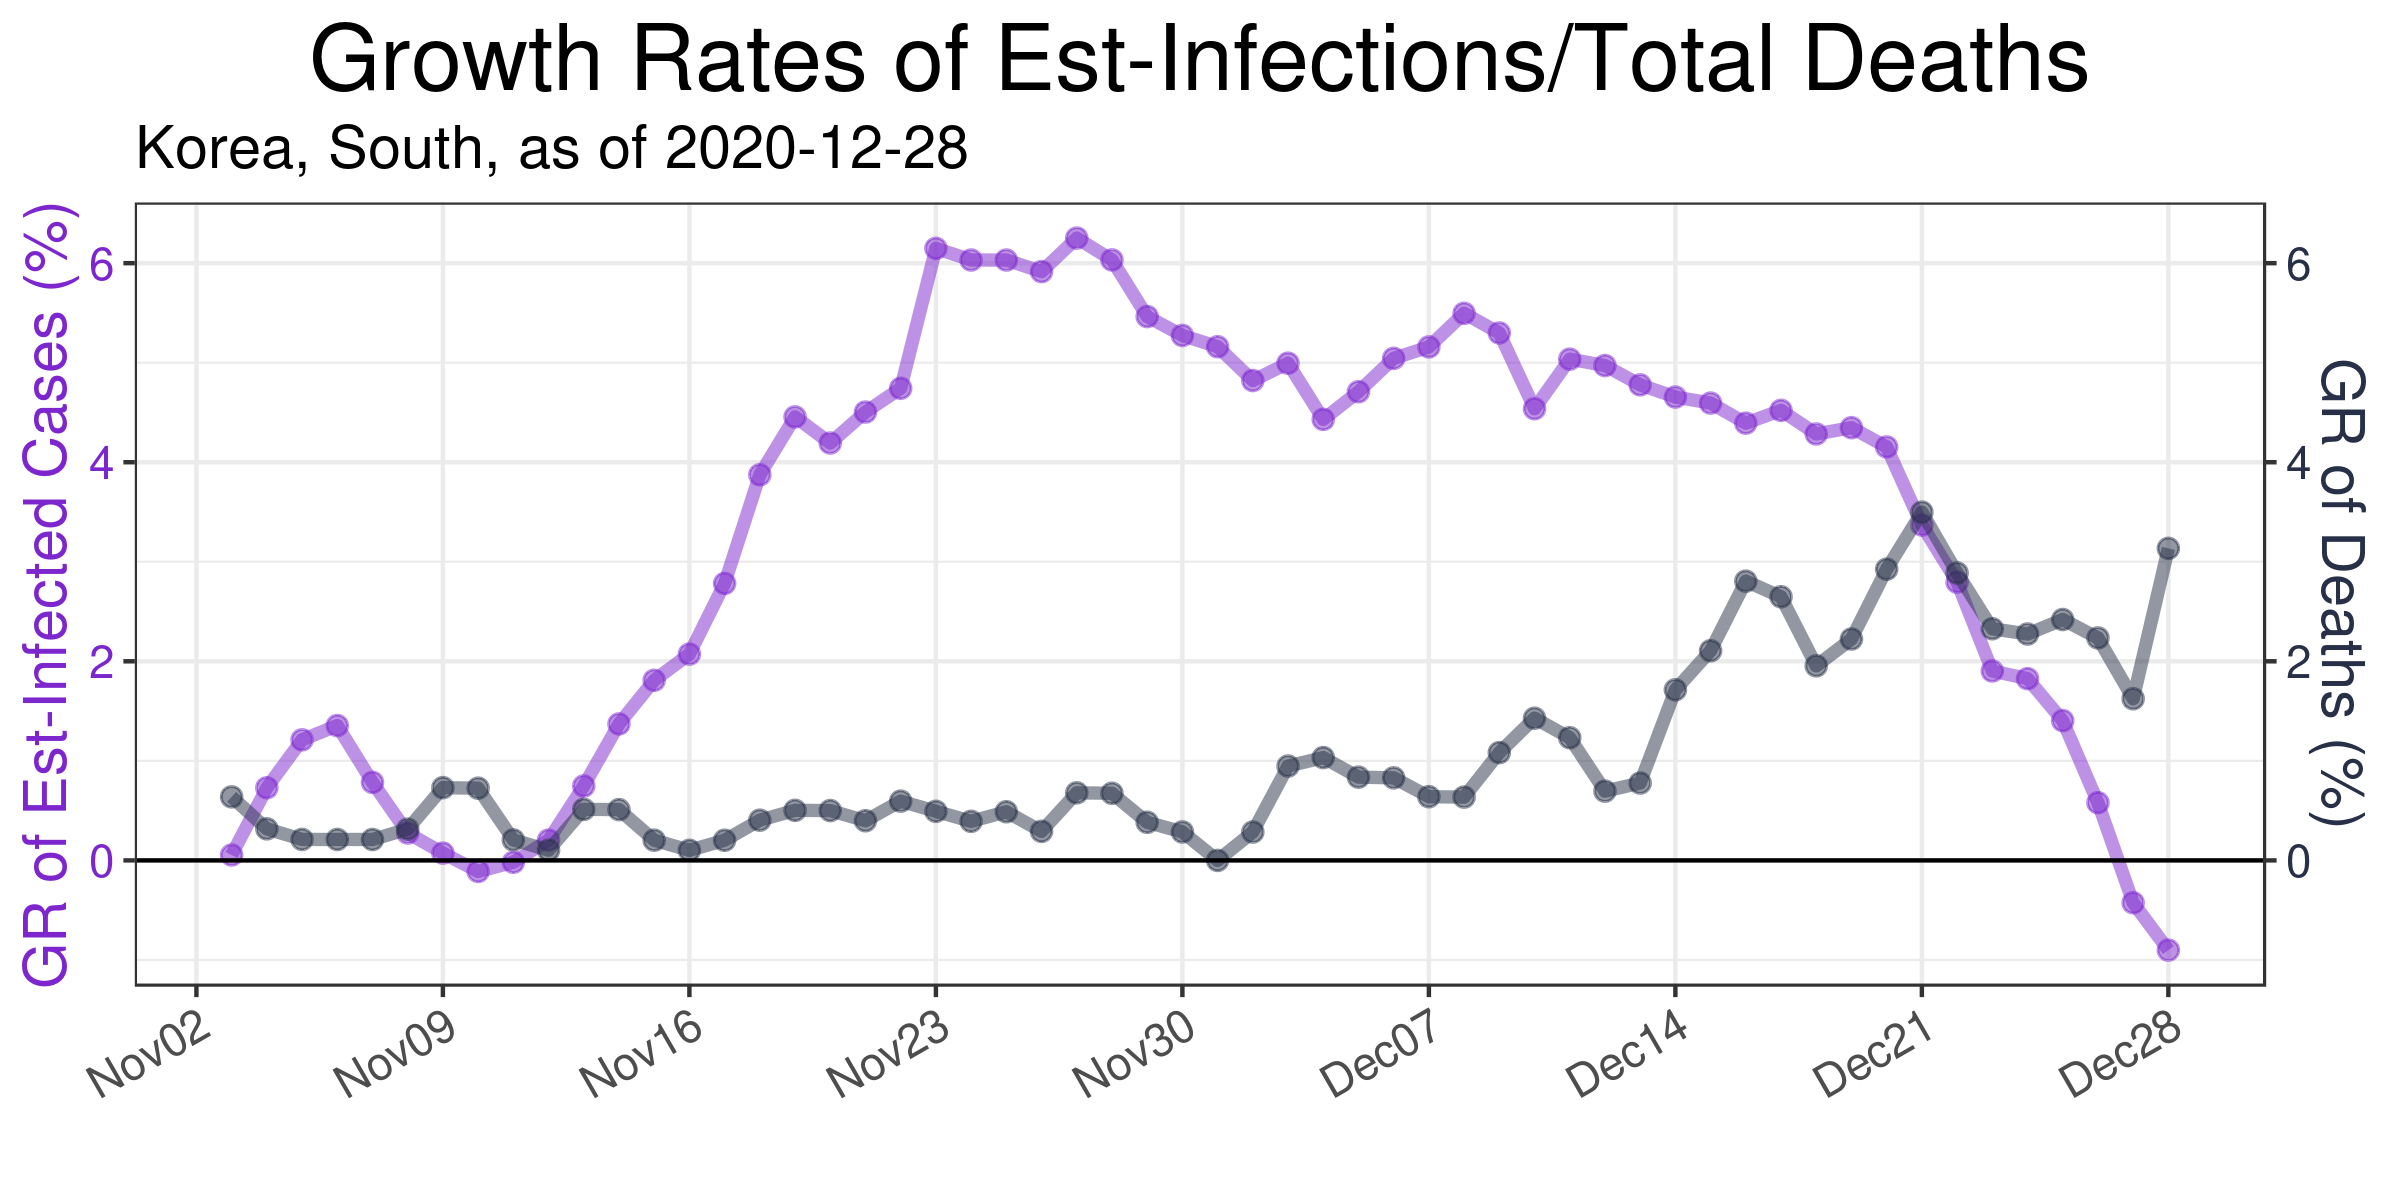 Growth Rates of Est-Infections/Total Deaths
Korea, South, as of 2020-12-28
GR of Est-Infected Cases (%)
6
4
2
0
6
4
2
0
GR of Deaths (%)
Nov02
Nov09
Nov16
Nov23
Nov30
Dec07
Dec14
Dec21
Dec28